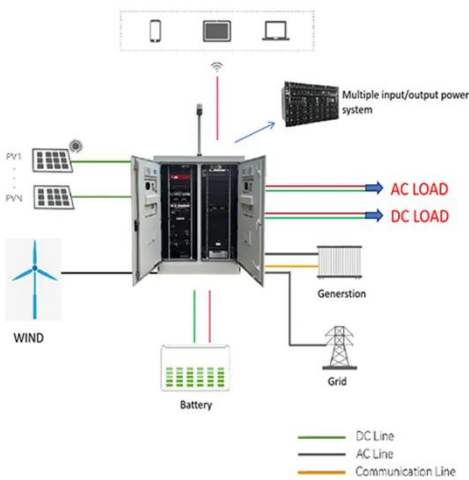 Multiple input/output power
system
PV1
PVN
AC LOAD
DC LOAD
WIND
Generstion
Grid
Battery
DC Line
AC Line
Communication Line